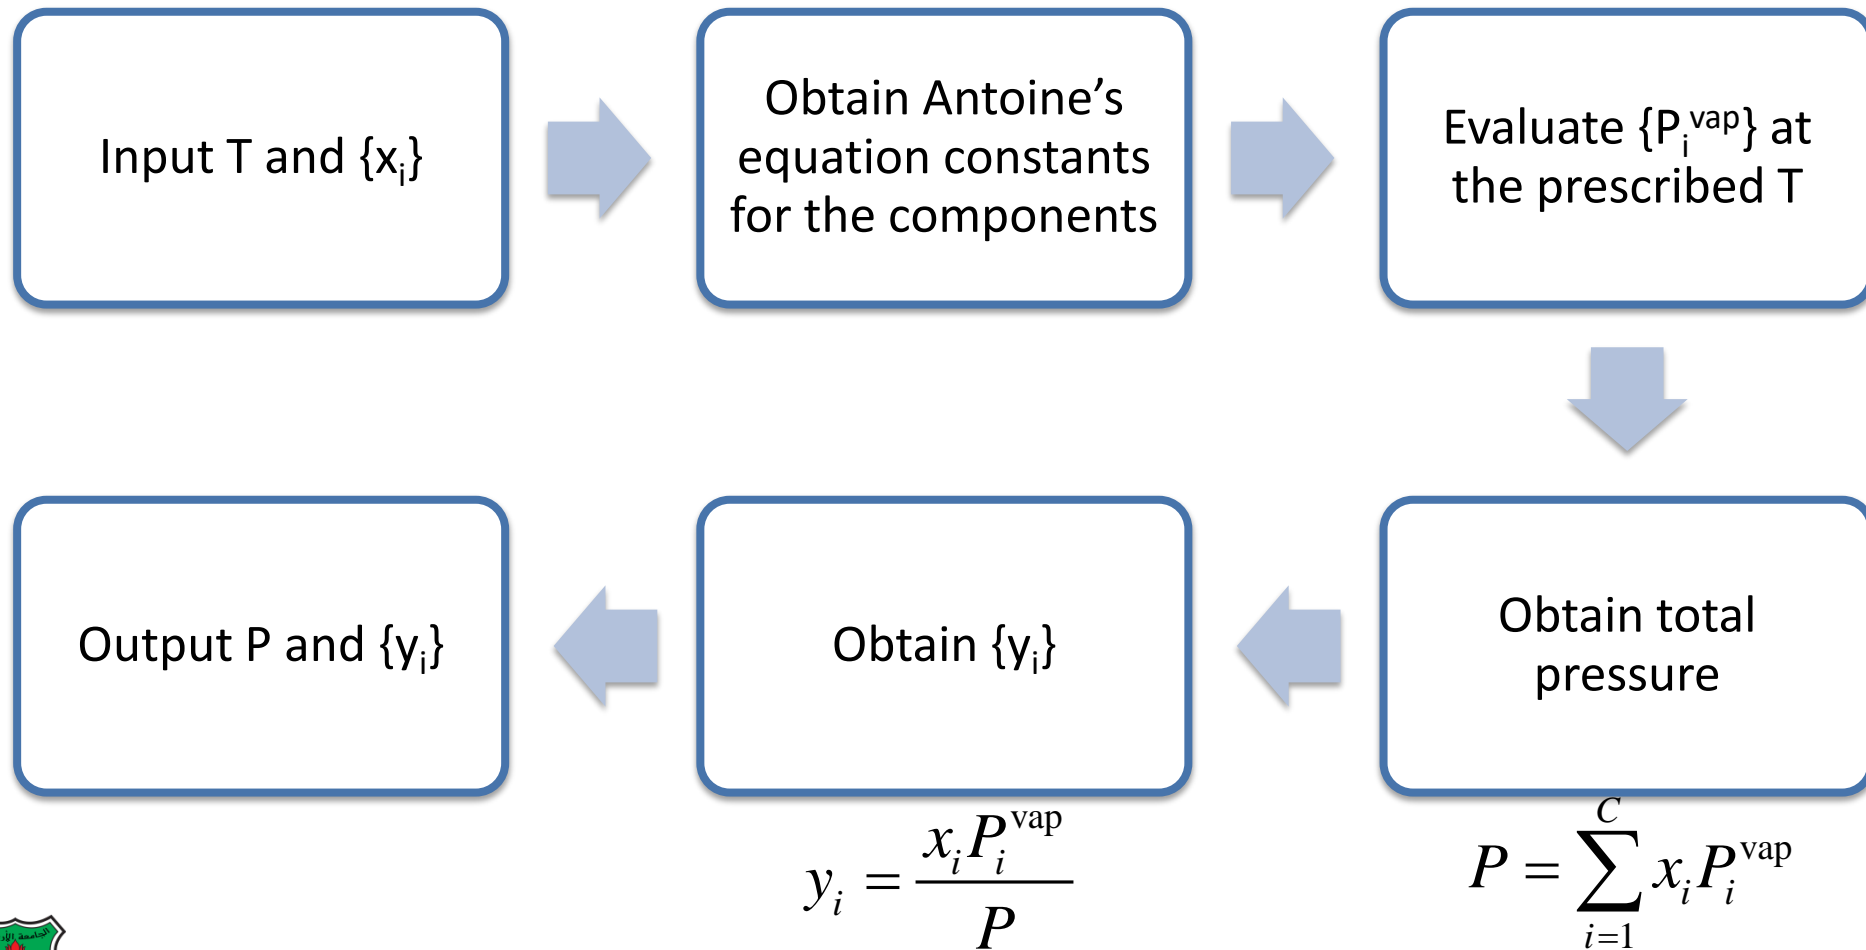 Input T and {xᵢ}
Obtain Antoine’s
equation constants
for the components
Evaluate {Pᵢᵛᵃᵖ} at
the prescribed T
Obtain total
pressure
P = ∑_{i=1}^{C} xᵢPᵢᵛᵃᵖ
Obtain {yᵢ}
yᵢ = xᵢPᵢᵛᵃᵖ / P
Output P and {yᵢ}